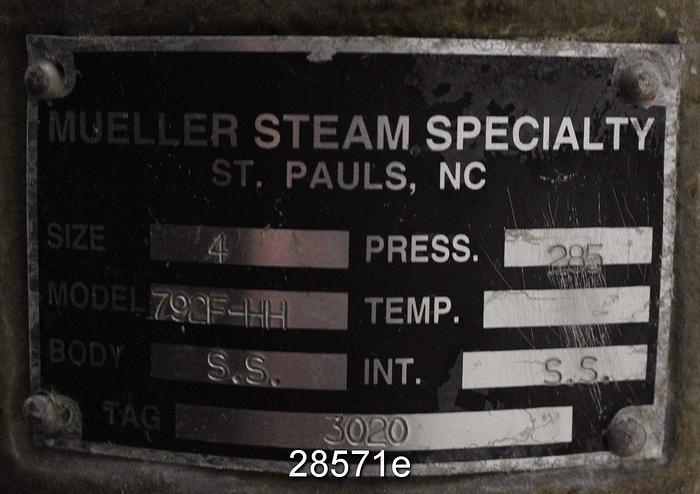 MUELLER STEAM SPECIALTY
ST. PAULS, NC
SIZE 4 PRESS. 285
MODEL 792F-HH TEMP.
BODY S.S. INT. S.S.
TAG 3020
28571e